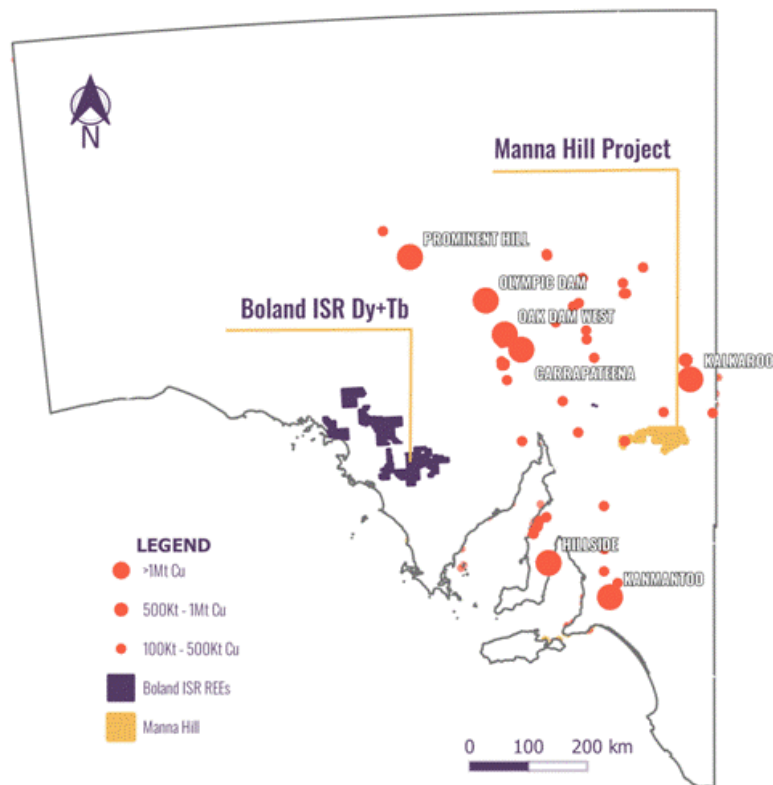 N
Manna Hill Project
PROMINENT HILL
OLYMPIC DAM
Boland ISR Dy+Tb
OAK DAM WEST
KALKAROO
CARRAPATEENA
LEGEND
>1Mt Cu
HILLSIDE
KANMANTOO
500Kt - 1Mt Cu
100Kt - 500Kt Cu
Boland ISR REEs
Manna Hill
0 100 200 km